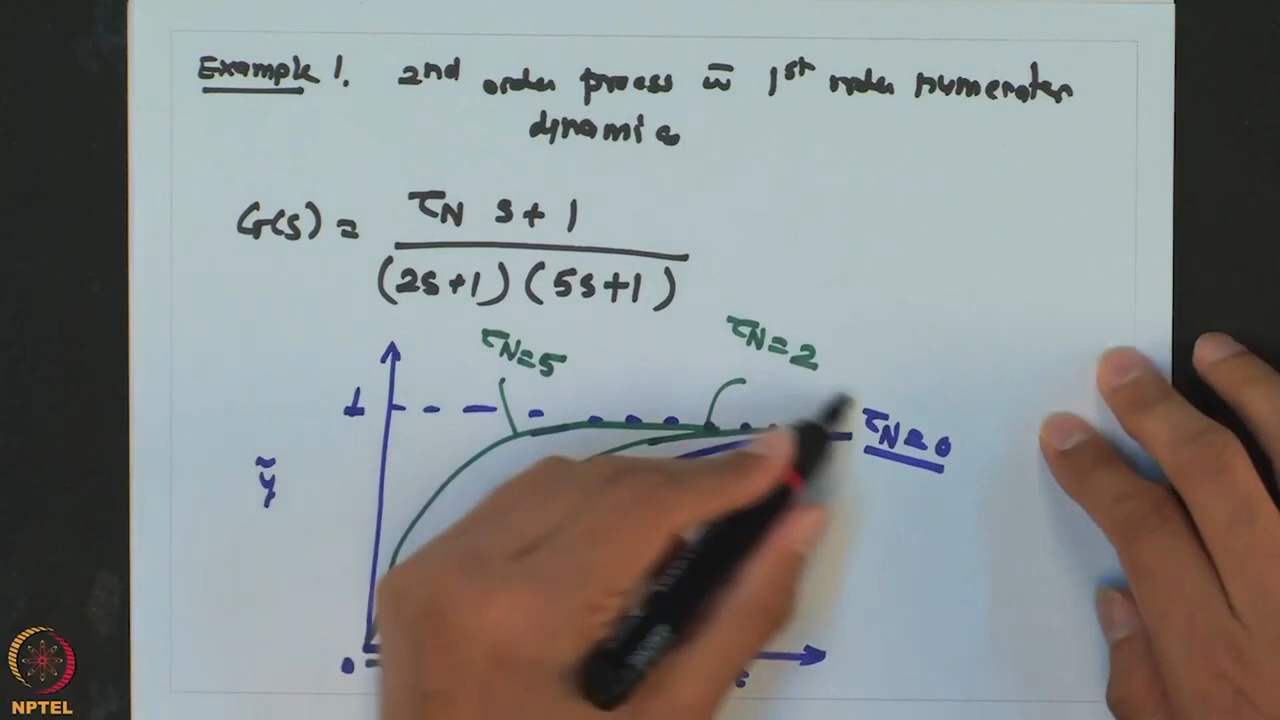 Example 1. 2nd order process w̄ 1st order numerator
dynamics
G(s) = τN s + 1
(2s+1) (5s+1)
τN=5
τN=2
1
τN=0
ỹ
0
NPTEL